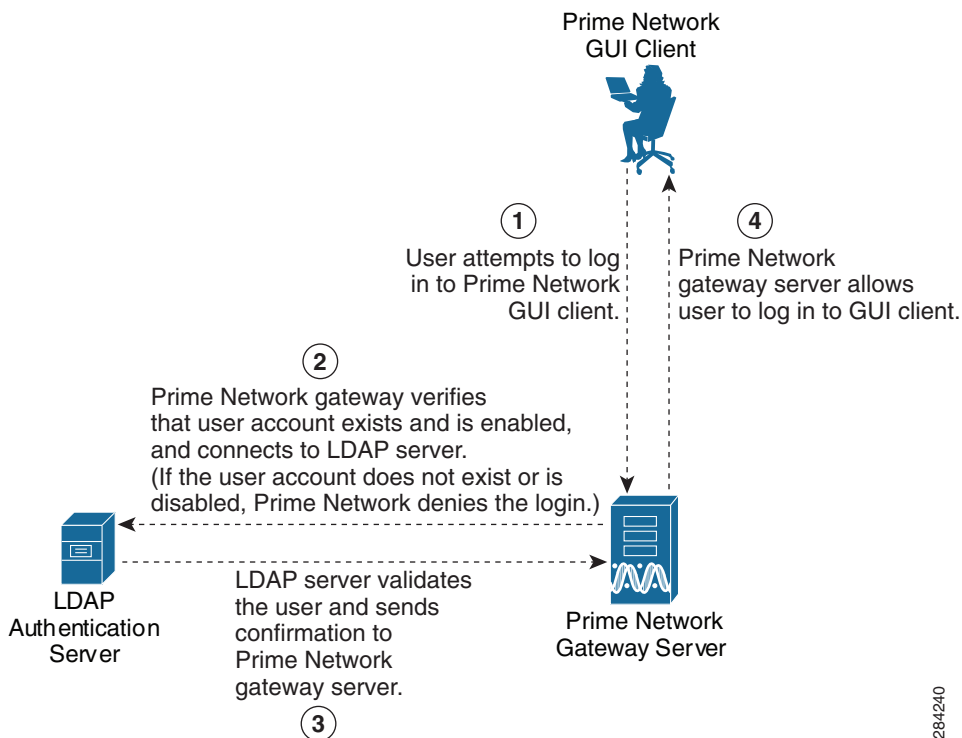 Prime Network
GUI Client
1
User attempts to log
in to Prime Network
GUI client.
4
Prime Network
gateway server allows
user to log in to GUI client.
2
Prime Network gateway verifies
that user account exists and is enabled,
and connects to LDAP server.
(If the user account does not exist or is
disabled, Prime Network denies the login.)
LDAP
Authentication
Server
LDAP server validates
the user and sends
confirmation to
Prime Network
gateway server.
3
Prime Network
Gateway Server
284240